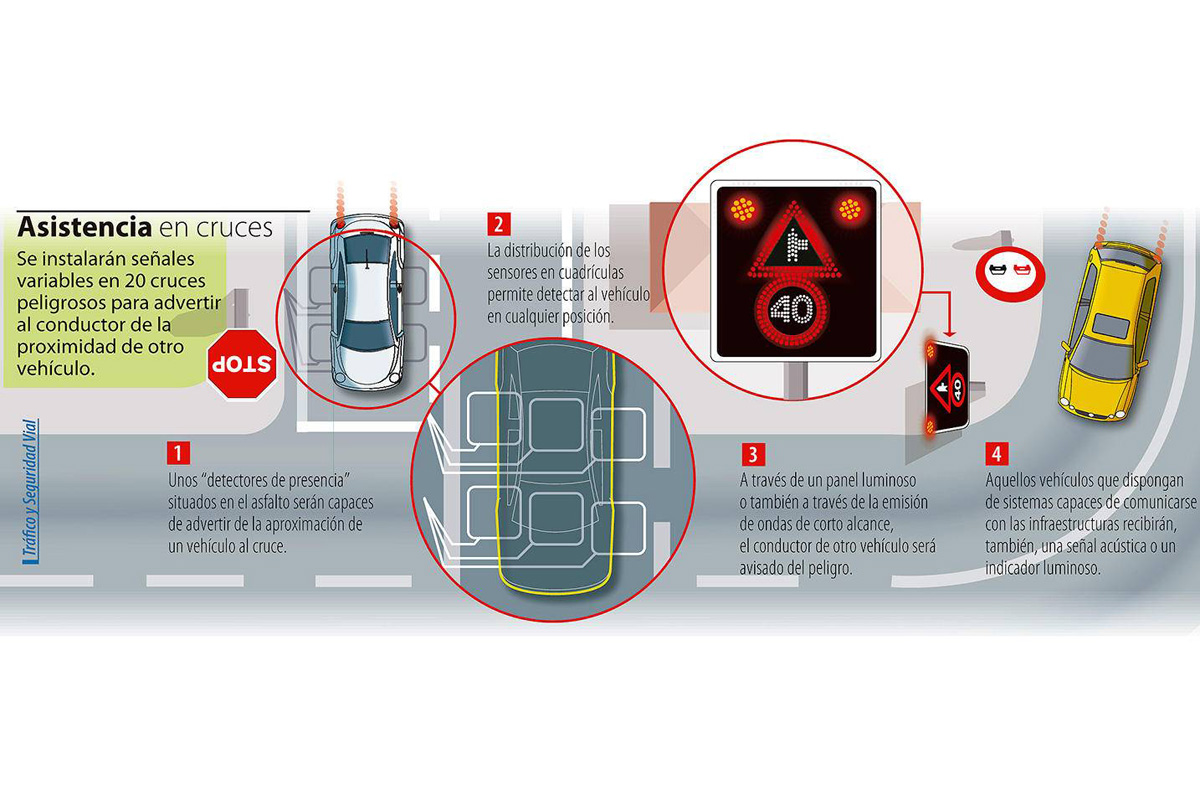 Asistencia en cruces
Se instalarán señales
variables en 20 cruces
peligrosos para advertir
al conductor de la
proximidad de otro
vehículo.
STOP
Tráfico y Seguridad Vial
1
Unos “detectores de presencia”
situados en el asfalto serán capaces
de advertir de la aproximación de
un vehículo al cruce.
2
La distribución de los
sensores en cuadrículas
permite detectar al vehículo
en cualquier posición.
40
40
3
A través de un panel luminoso
o también a través de la emisión
de ondas de corto alcance,
el conductor de otro vehículo será
avisado del peligro.
4
Aquellos vehículos que dispongan
de sistemas capaces de comunicarse
con las infraestructuras recibirán,
también, una señal acústica o un
indicador luminoso.